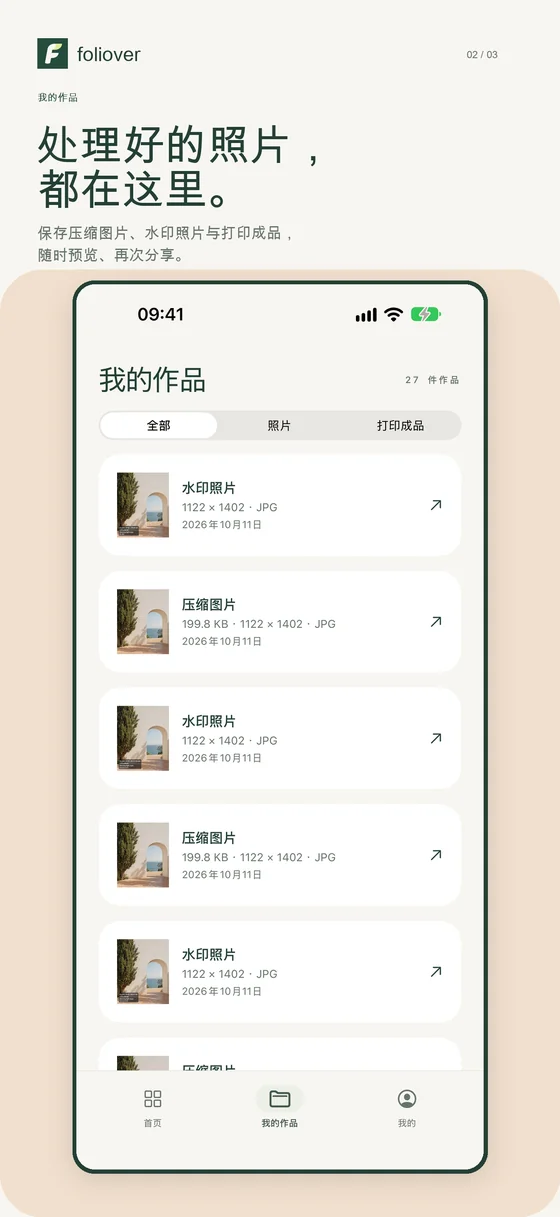 foliover
02 / 03
我的作品
处理好的照片，
都在这里。
保存压缩图片、水印照片与打印成品，
随时预览、再次分享。
09:41
我的作品
27 件作品
全部
照片
打印成品
水印照片
1122 × 1402 · JPG
2026年10月11日
压缩图片
199.8 KB · 1122 × 1402 · JPG
2026年10月11日
水印照片
1122 × 1402 · JPG
2026年10月11日
压缩图片
199.8 KB · 1122 × 1402 · JPG
2026年10月11日
水印照片
1122 × 1402 · JPG
2026年10月11日
压缩图片
首页
我的作品
我的